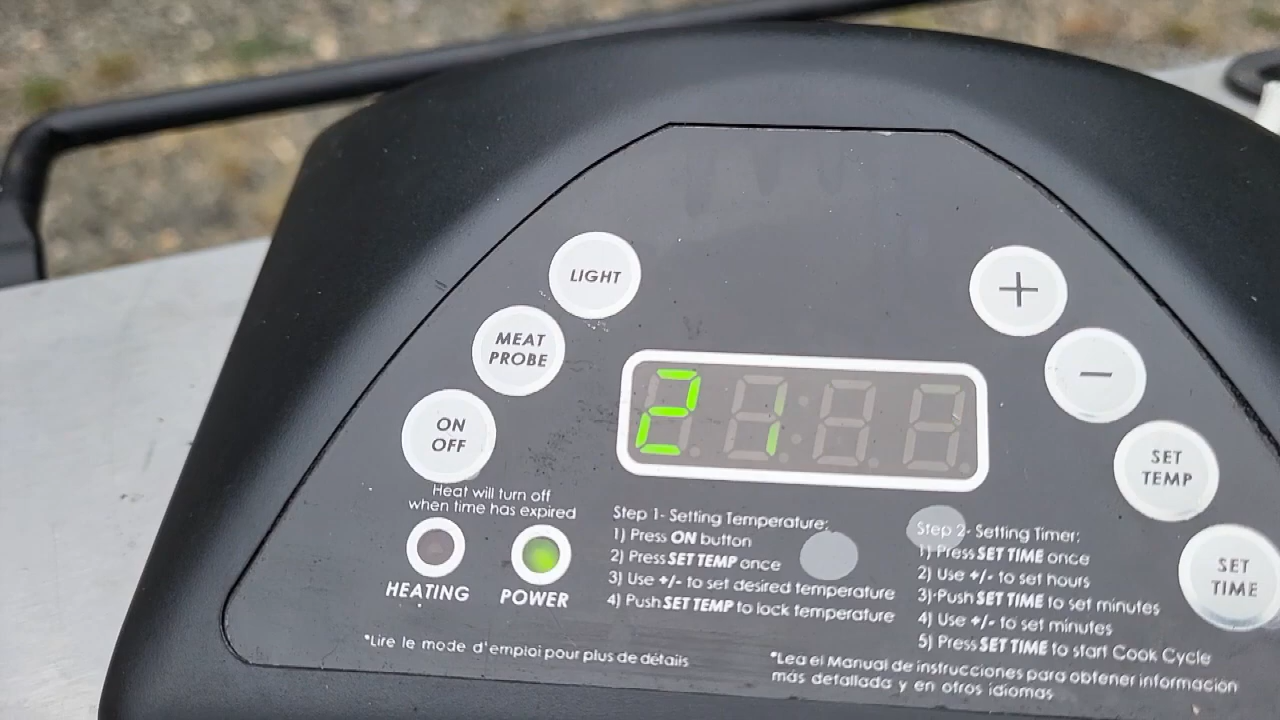 LIGHT
MEAT
PROBE
ON
OFF
+
-
SET
TEMP
SET
TIME
21
Heat will turn off
when time has expired
HEATING
POWER
Step 1- Setting Temperature:
1) Press ON button
2) Press SET TEMP once
3) Use +/- to set desired temperature
4) Push SET TEMP to lock temperature
Step 2- Setting Timer:
1) Press SET TIME once
2) Use +/- to set hours
3) Push SET TIME to set minutes
4) Use +/- to set minutes
5) Press SET TIME to start Cook Cycle
*Lire le mode d'emploi pour plus de détails
*Lea el Manual de instrucciones para obtener informacion
más detallada y en otros idiomas